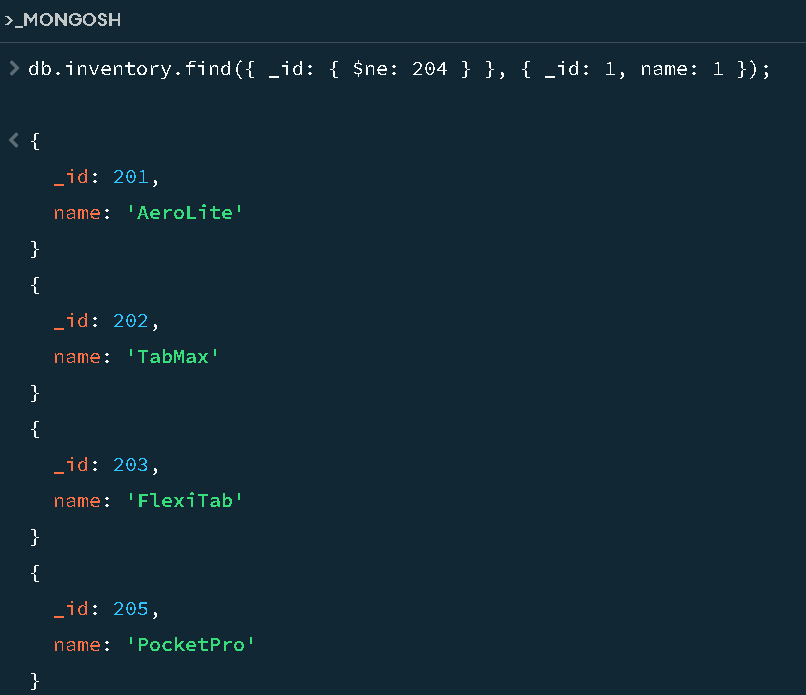 >_MONGOSH
> db.inventory.find({ _id: { $ne: 204 } }, { _id: 1, name: 1 });
< {
_id: 201,
name: 'AeroLite'
}
{
_id: 202,
name: 'TabMax'
}
{
_id: 203,
name: 'FlexiTab'
}
{
_id: 205,
name: 'PocketPro'
}